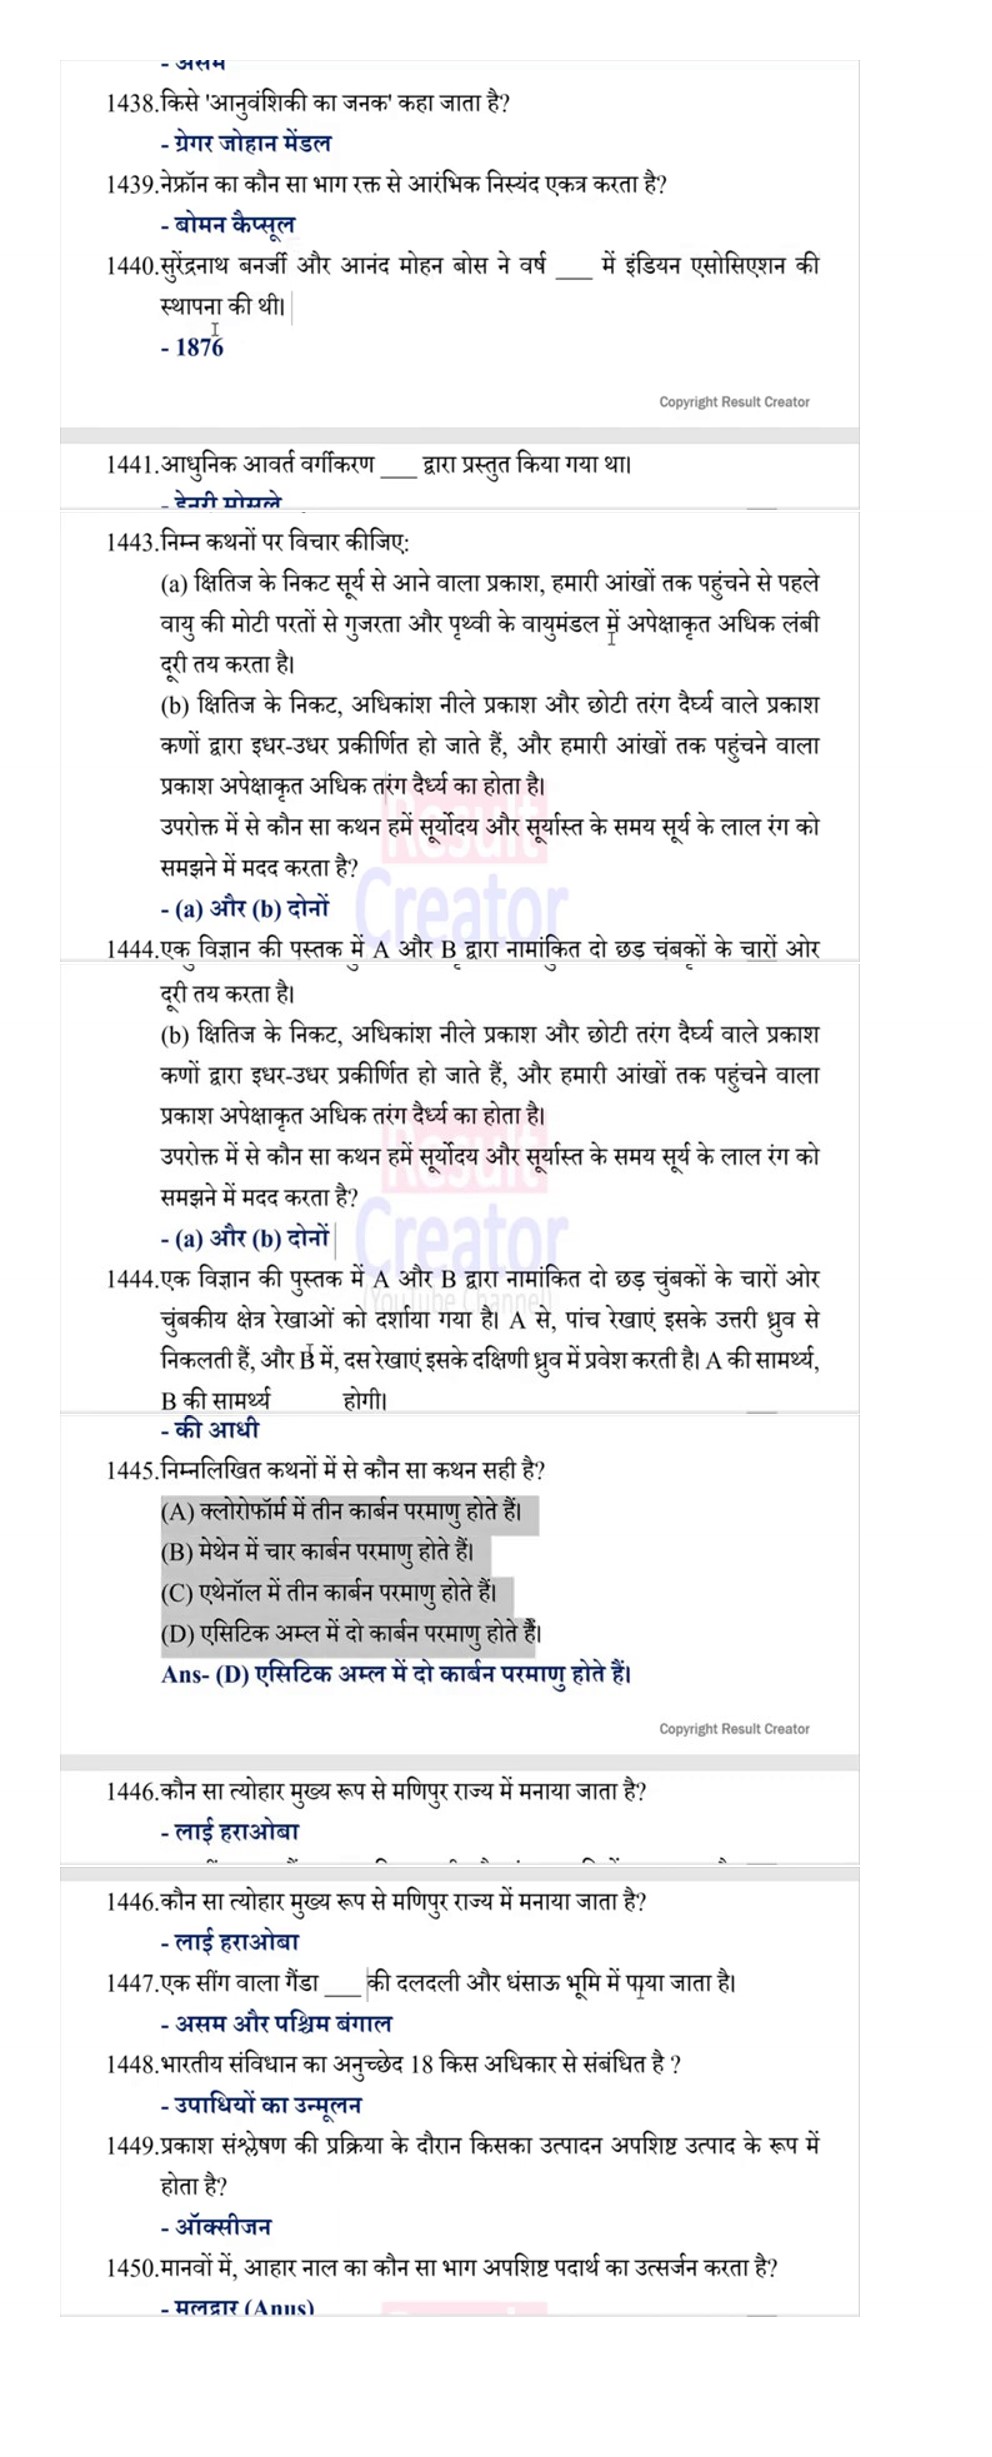 - असम
1438.किसे 'आनुवंशिकी का जनक' कहा जाता है?
- ग्रेगर जोहान मेंडल
1439.नेफ्रॉन का कौन सा भाग रक्त से आरंभिक निस्यंद एकत्र करता है?
- बोमन कैप्सूल
1440.सुरेंद्रनाथ बनर्जी और आनंद मोहन बोस ने वर्ष ___ में इंडियन एसोसिएशन की
स्थापना की थी।
- 1876
Copyright Result Creator
1441.आधुनिक आवर्त वर्गीकरण ___ द्वारा प्रस्तुत किया गया था।
- हेनरी मोसले
1443.निम्न कथनों पर विचार कीजिए:
(a) क्षितिज के निकट सूर्य से आने वाला प्रकाश, हमारी आंखों तक पहुंचने से पहले
वायु की मोटी परतों से गुजरता और पृथ्वी के वायुमंडल में अपेक्षाकृत अधिक लंबी
दूरी तय करता है।
(b) क्षितिज के निकट, अधिकांश नीले प्रकाश और छोटी तरंग दैर्घ्य वाले प्रकाश
कणों द्वारा इधर-उधर प्रकीर्णित हो जाते हैं, और हमारी आंखों तक पहुंचने वाला
प्रकाश अपेक्षाकृत अधिक तरंग दैर्ध्य का होता है।
उपरोक्त में से कौन सा कथन हमें सूर्योदय और सूर्यास्त के समय सूर्य के लाल रंग को
समझने में मदद करता है?
- (a) और (b) दोनों
Result
Creator
1444.एक विज्ञान की पुस्तक में A और B द्वारा नामांकित दो छड़ चुंबकों के चारों ओर
दूरी तय करता है।
(b) क्षितिज के निकट, अधिकांश नीले प्रकाश और छोटी तरंग दैर्घ्य वाले प्रकाश
कणों द्वारा इधर-उधर प्रकीर्णित हो जाते हैं, और हमारी आंखों तक पहुंचने वाला
प्रकाश अपेक्षाकृत अधिक तरंग दैर्ध्य का होता है।
उपरोक्त में से कौन सा कथन हमें सूर्योदय और सूर्यास्त के समय सूर्य के लाल रंग को
समझने में मदद करता है?
- (a) और (b) दोनों
Result
Creator
(YouTube Channel)
1444.एक विज्ञान की पुस्तक में A और B द्वारा नामांकित दो छड़ चुंबकों के चारों ओर
चुंबकीय क्षेत्र रेखाओं को दर्शाया गया है। A से, पांच रेखाएं इसके उत्तरी ध्रुव से
निकलती हैं, और B में, दस रेखाएं इसके दक्षिणी ध्रुव में प्रवेश करती है। A की सामर्थ्य,
B की सामर्थ्य होगी।
- की आधी
1445.निम्नलिखित कथनों में से कौन सा कथन सही है?
(A) क्लोरोफॉर्म में तीन कार्बन परमाणु होते हैं।
(B) मेथेन में चार कार्बन परमाणु होते हैं।
(C) एथेनॉल में तीन कार्बन परमाणु होते हैं।
(D) एसिटिक अम्ल में दो कार्बन परमाणु होते हैं।
Ans- (D) एसिटिक अम्ल में दो कार्बन परमाणु होते हैं।
Copyright Result Creator
1446.कौन सा त्योहार मुख्य रूप से मणिपुर राज्य में मनाया जाता है?
- लाई हराओबा
1446.कौन सा त्योहार मुख्य रूप से मणिपुर राज्य में मनाया जाता है?
- लाई हराओबा
1447.एक सींग वाला गैंडा ___ की दलदली और धंसाऊ भूमि में पाया जाता है।
- असम और पश्चिम बंगाल
1448.भारतीय संविधान का अनुच्छेद 18 किस अधिकार से संबंधित है ?
- उपाधियों का उन्मूलन
1449.प्रकाश संश्लेषण की प्रक्रिया के दौरान किसका उत्पादन अपशिष्ट उत्पाद के रूप में
होता है?
- ऑक्सीजन
1450.मानवों में, आहार नाल का कौन सा भाग अपशिष्ट पदार्थ का उत्सर्जन करता है?
- मलद्वार (Anus)